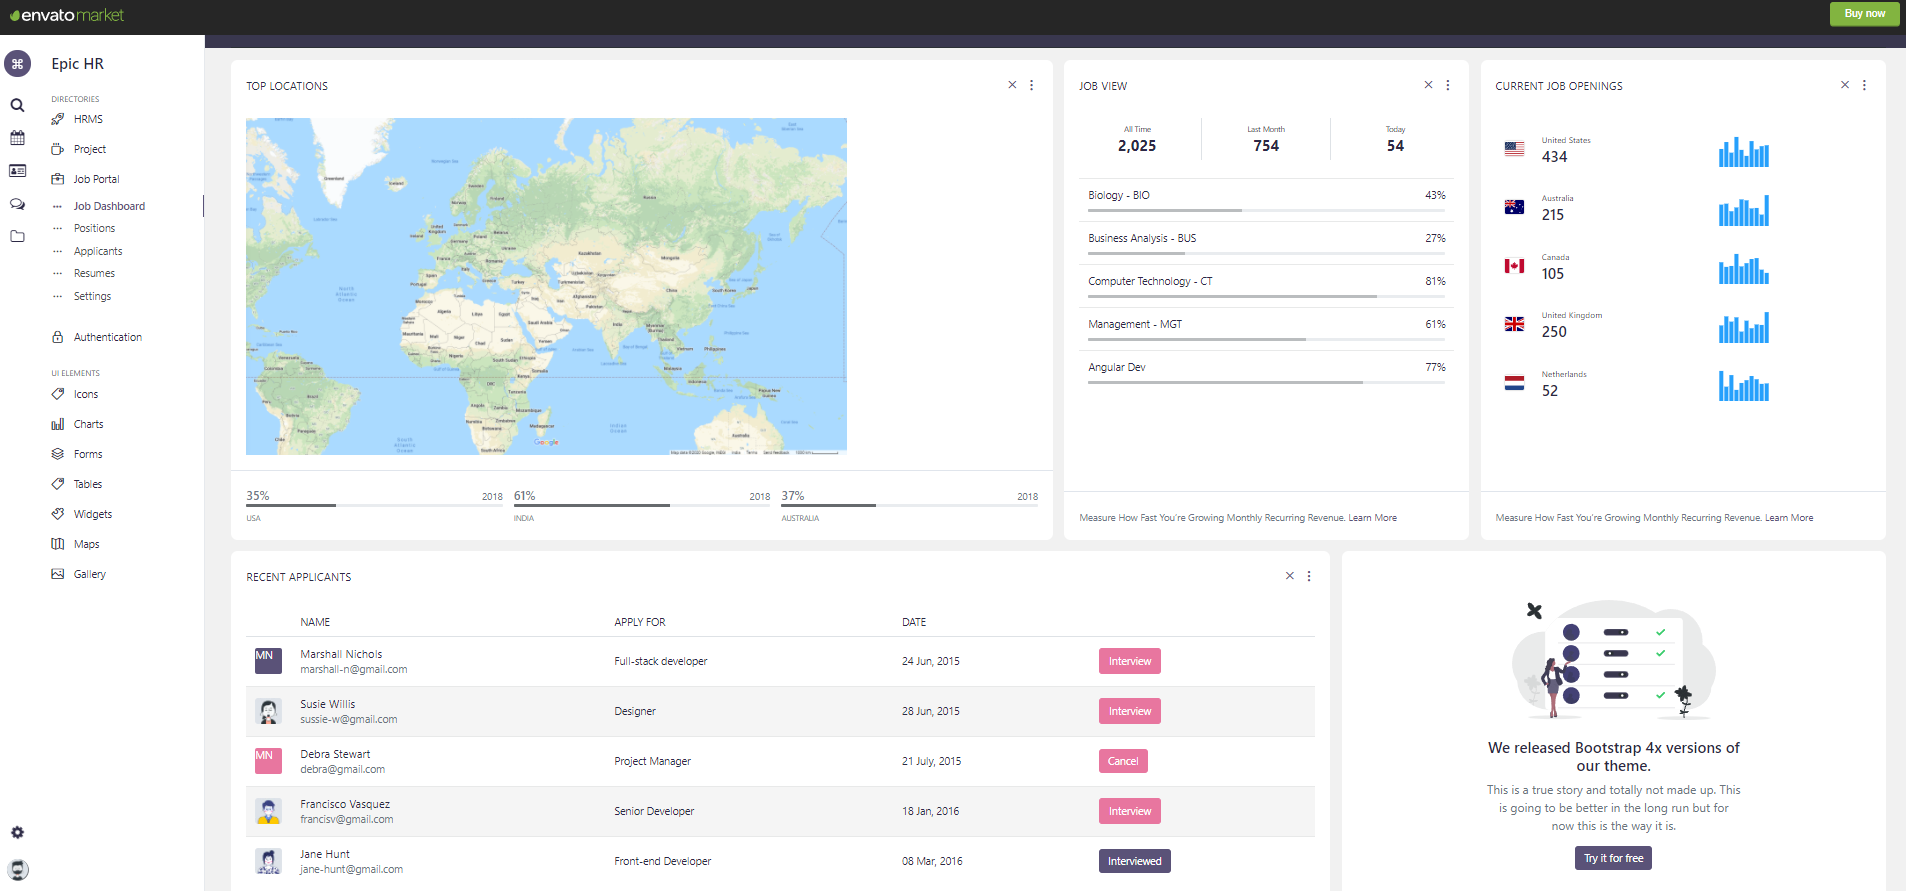 envatomarket
Buy now
Epic HR
DIRECTORIES
HRMS
Project
Job Portal
Job Dashboard
Positions
Applicants
Resumes
Settings
Authentication
UI ELEMENTS
Icons
Charts
Forms
Tables
Widgets
Maps
Gallery
TOP LOCATIONS
Google
35% 2018
USA
61% 2018
INDIA
37% 2018
AUSTRALIA
JOB VIEW
All Time
2,025
Last Month
754
Today
54
Biology - BIO 43%
Business Analysis - BUS 27%
Computer Technology - CT 81%
Management - MGT 61%
Angular Dev 77%
Measure How Fast You're Growing Monthly Recurring Revenue. Learn More
CURRENT JOB OPENINGS
United States
434
Australia
215
Canada
105
United Kingdom
250
Netherlands
52
Measure How Fast You're Growing Monthly Recurring Revenue. Learn More
RECENT APPLICANTS
NAME APPLY FOR DATE
MN
Marshall Nichols
marshall-n@gmail.com
Full-stack developer
24 Jun, 2015
Interview
Susie Willis
sussie-w@gmail.com
Designer
28 Jun, 2015
Interview
MN
Debra Stewart
debra@gmail.com
Project Manager
21 July, 2015
Cancel
Francisco Vasquez
francisv@gmail.com
Senior Developer
18 Jan, 2016
Interview
Jane Hunt
jane-hunt@gmail.com
Front-end Developer
08 Mar, 2016
Interviewed
We released Bootstrap 4x versions of
our theme.
This is a true story and totally not made up. This
is going to be better in the long run but for
now this is the way it is.
Try it for free